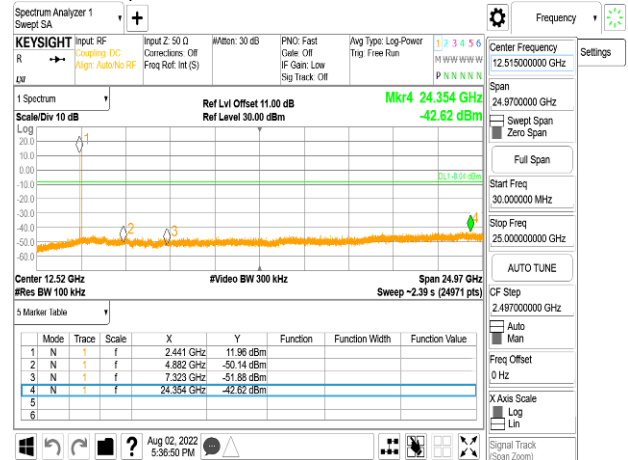 Spectrum Analyzer 1
Swept SA
Frequency
KEYSIGHT
R
Input: RF
Coupling: DC
Align: Auto/No RF
Input Z: 50 Ω
Corrections: Off
Freq Ref: Int (S)
#Atten: 30 dB
PNO: Fast
Gate: Off
IF Gain: Low
Sig Track: Off
Avg Type: Log-Power
Trig: Free Run
1 2 3 4 5 6
M W W W W W
P N N N N N
Center Frequency
12.515000000 GHz
Settings
Span
24.9700000 GHz
Swept Span
Zero Span
Full Span
Start Freq
30.000000 MHz
Stop Freq
25.000000000 GHz
AUTO TUNE
CF Step
2.497000000 GHz
Auto
Man
Freq Offset
0 Hz
X Axis Scale
Log
Lin
Signal Track
(Span Zoom)
1 Spectrum
Scale/Div 10 dB
Ref Lvl Offset 11.00 dB
Ref Level 30.00 dBm
Mkr4 24.354 GHz
-42.62 dBm
Log
20.0
10.0
0.00
-10.0
-20.0
-30.0
-40.0
-50.0
-60.0
1
2
3
4
DL1 -8.04 dBm
Center 12.52 GHz
#Res BW 100 kHz
#Video BW 300 kHz
Span 24.97 GHz
Sweep ~2.39 s (24971 pts)
5 Marker Table
Mode Trace Scale X Y Function Function Width Function Value
1 N 1 f 2.441 GHz 11.96 dBm
2 N 1 f 4.882 GHz -50.14 dBm
3 N 1 f 7.323 GHz -51.88 dBm
4 N 1 f 24.354 GHz -42.62 dBm
5
6
?
Aug 02, 2022
5:36:50 PM